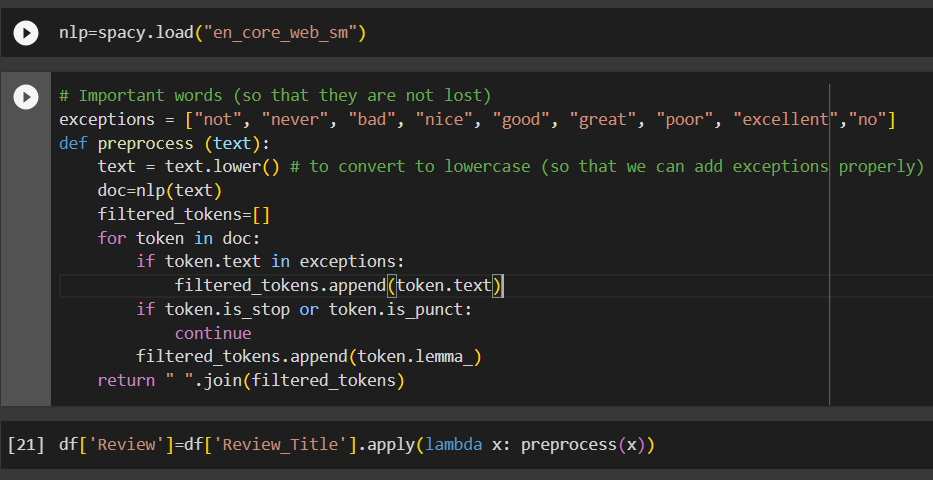 nlp=spacy.load("en_core_web_sm")
# Important words (so that they are not lost)
exceptions = ["not", "never", "bad", "nice", "good", "great", "poor", "excellent","no"]
def preprocess (text):
    text = text.lower() # to convert to lowercase (so that we can add exceptions properly)
    doc=nlp(text)
    filtered_tokens=[]
    for token in doc:
        if token.text in exceptions:
            filtered_tokens.append(token.text)
        if token.is_stop or token.is_punct:
            continue
        filtered_tokens.append(token.lemma_)
    return " ".join(filtered_tokens)
[21] df['Review']=df['Review_Title'].apply(lambda x: preprocess(x))